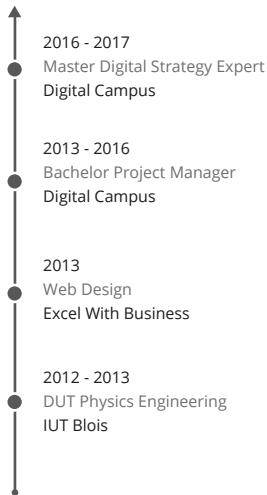 2016 - 2017
Master Digital Strategy Expert
Digital Campus
2013 - 2016
Bachelor Project Manager
Digital Campus
2013
Web Design
Excel With Business
2012 - 2013
DUT Physics Engineering
IUT Blois